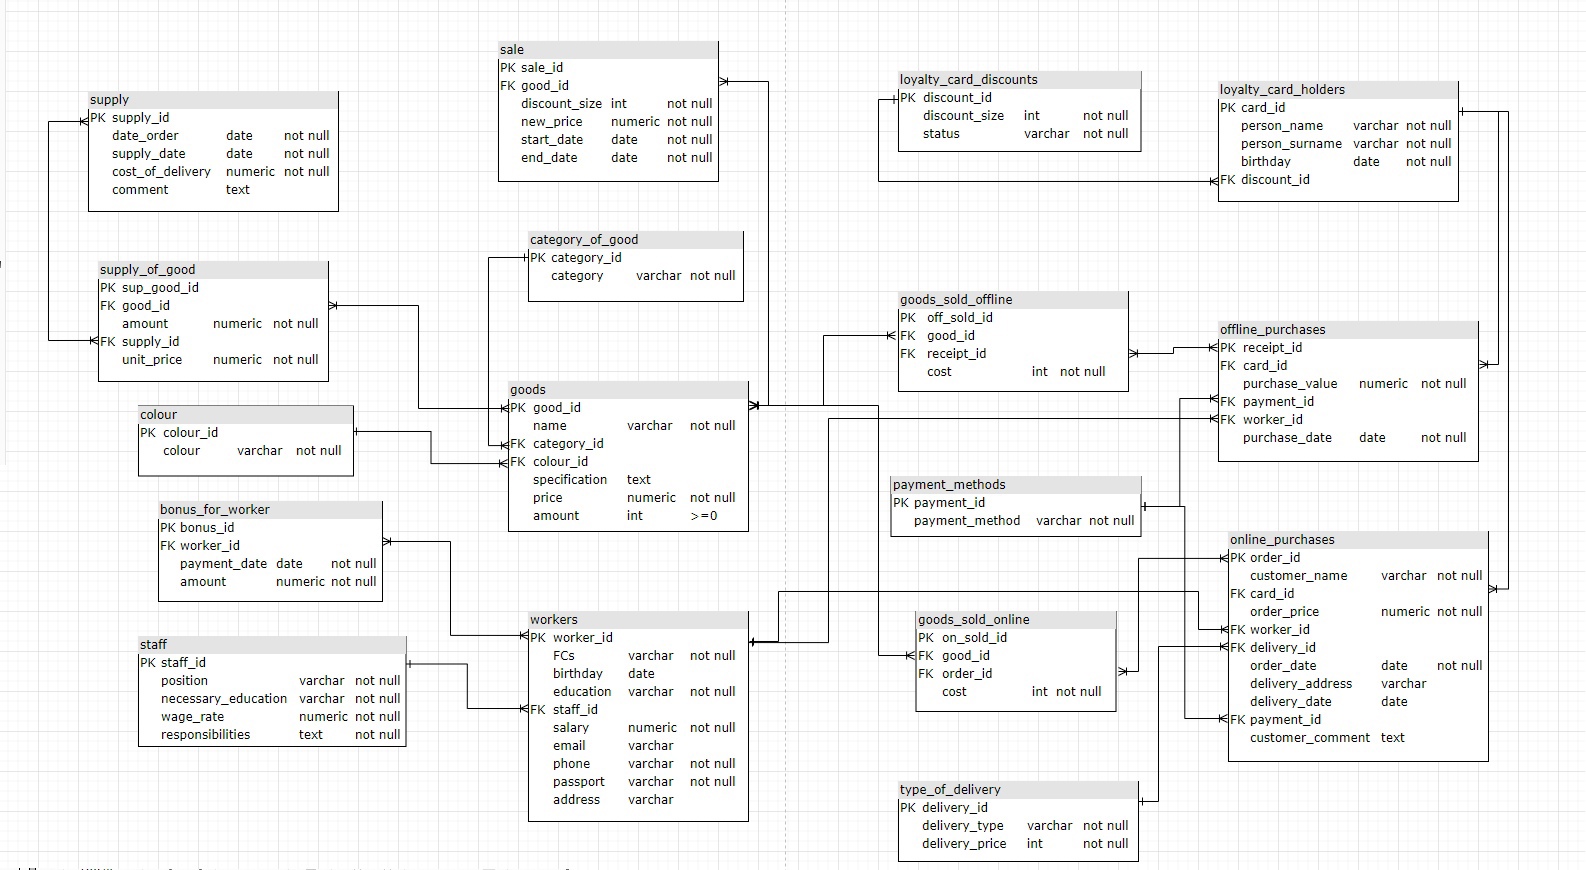 supply
PK supply_id
date_order date not null
supply_date date not null
cost_of_delivery numeric not null
comment text
sale
PK sale_id
FK good_id
discount_size int not null
new_price numeric not null
start_date date not null
end_date date not null
loyalty_card_discounts
PK discount_id
discount_size int not null
status varchar not null
loyalty_card_holders
PK card_id
person_name varchar not null
person_surname varchar not null
birthday date not null
FK discount_id
category_of_good
PK category_id
category varchar not null
supply_of_good
PK sup_good_id
FK good_id
amount numeric not null
FK supply_id
unit_price numeric not null
goods_sold_offline
PK off_sold_id
FK good_id
FK receipt_id
cost int not null
offline_purchases
PK receipt_id
FK card_id
purchase_value numeric not null
FK payment_id
FK worker_id
purchase_date date not null
colour
PK colour_id
colour varchar not null
goods
PK good_id
name varchar not null
FK category_id
FK colour_id
specification text
price numeric not null
amount int >=0
payment_methods
PK payment_id
payment_method varchar not null
bonus_for_worker
PK bonus_id
FK worker_id
payment_date date not null
amount numeric not null
online_purchases
PK order_id
customer_name varchar not null
FK card_id
order_price numeric not null
FK worker_id
FK delivery_id
order_date date not null
delivery_address varchar
delivery_date date
FK payment_id
customer_comment text
staff
PK staff_id
position varchar not null
necessary_education varchar not null
wage_rate numeric not null
responsibilities text not null
workers
PK worker_id
FCs varchar not null
birthday date
education varchar not null
FK staff_id
salary numeric not null
email varchar
phone varchar not null
passport varchar not null
address varchar
goods_sold_online
PK on_sold_id
FK good_id
FK order_id
cost int not null
type_of_delivery
PK delivery_id
delivery_type varchar not null
delivery_price int not null